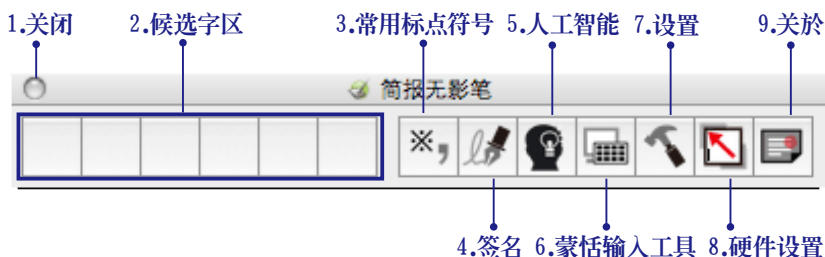 1.关闭 2.候选字区 3.常用标点符号 5.人工智能 7.设置 9.关於
简报无影笔
※,
4.签名 6.蒙恬输入工具 8.硬件设置